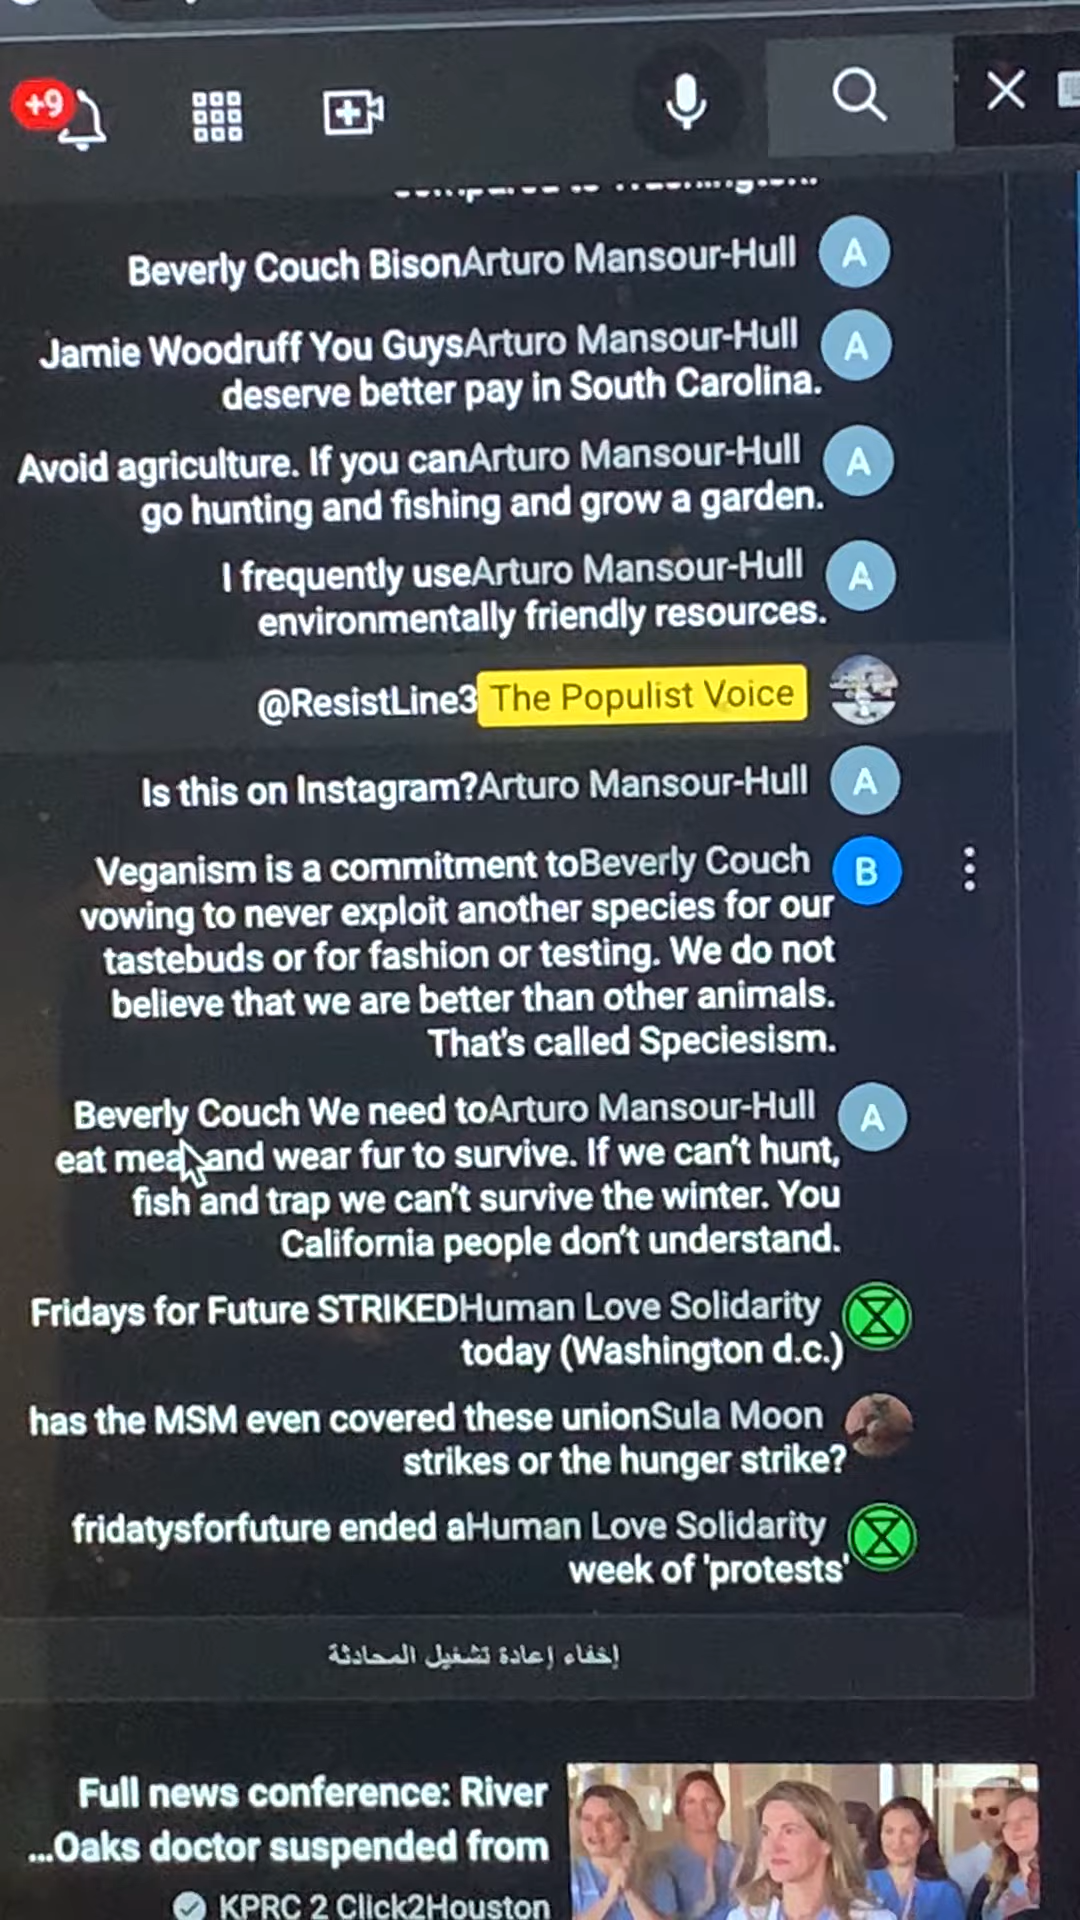 +9
Beverly Couch BisonArturo Mansour-Hull A
Jamie Woodruff You GuysArturo Mansour-Hull A
deserve better pay in South Carolina.
Avoid agriculture. If you canArturo Mansour-Hull A
go hunting and fishing and grow a garden.
I frequently useArturo Mansour-Hull A
environmentally friendly resources.
@ResistLine3 The Populist Voice
Is this on Instagram?Arturo Mansour-Hull A
Veganism is a commitment toBeverly Couch B
vowing to never exploit another species for our
tastebuds or for fashion or testing. We do not
believe that we are better than other animals.
That's called Speciesism.
Beverly Couch We need toArturo Mansour-Hull A
eat meat and wear fur to survive. If we can't hunt,
fish and trap we can't survive the winter. You
California people don't understand.
Fridays for Future STRIKEDHuman Love Solidarity
today (Washington d.c.)
has the MSM even covered these unionSula Moon
strikes or the hunger strike?
fridatysforfuture ended aHuman Love Solidarity
week of 'protests'
إخفاء إعادة تشغيل المحادثة
Full news conference: River
...Oaks doctor suspended from
KPRC 2 Click2Houston